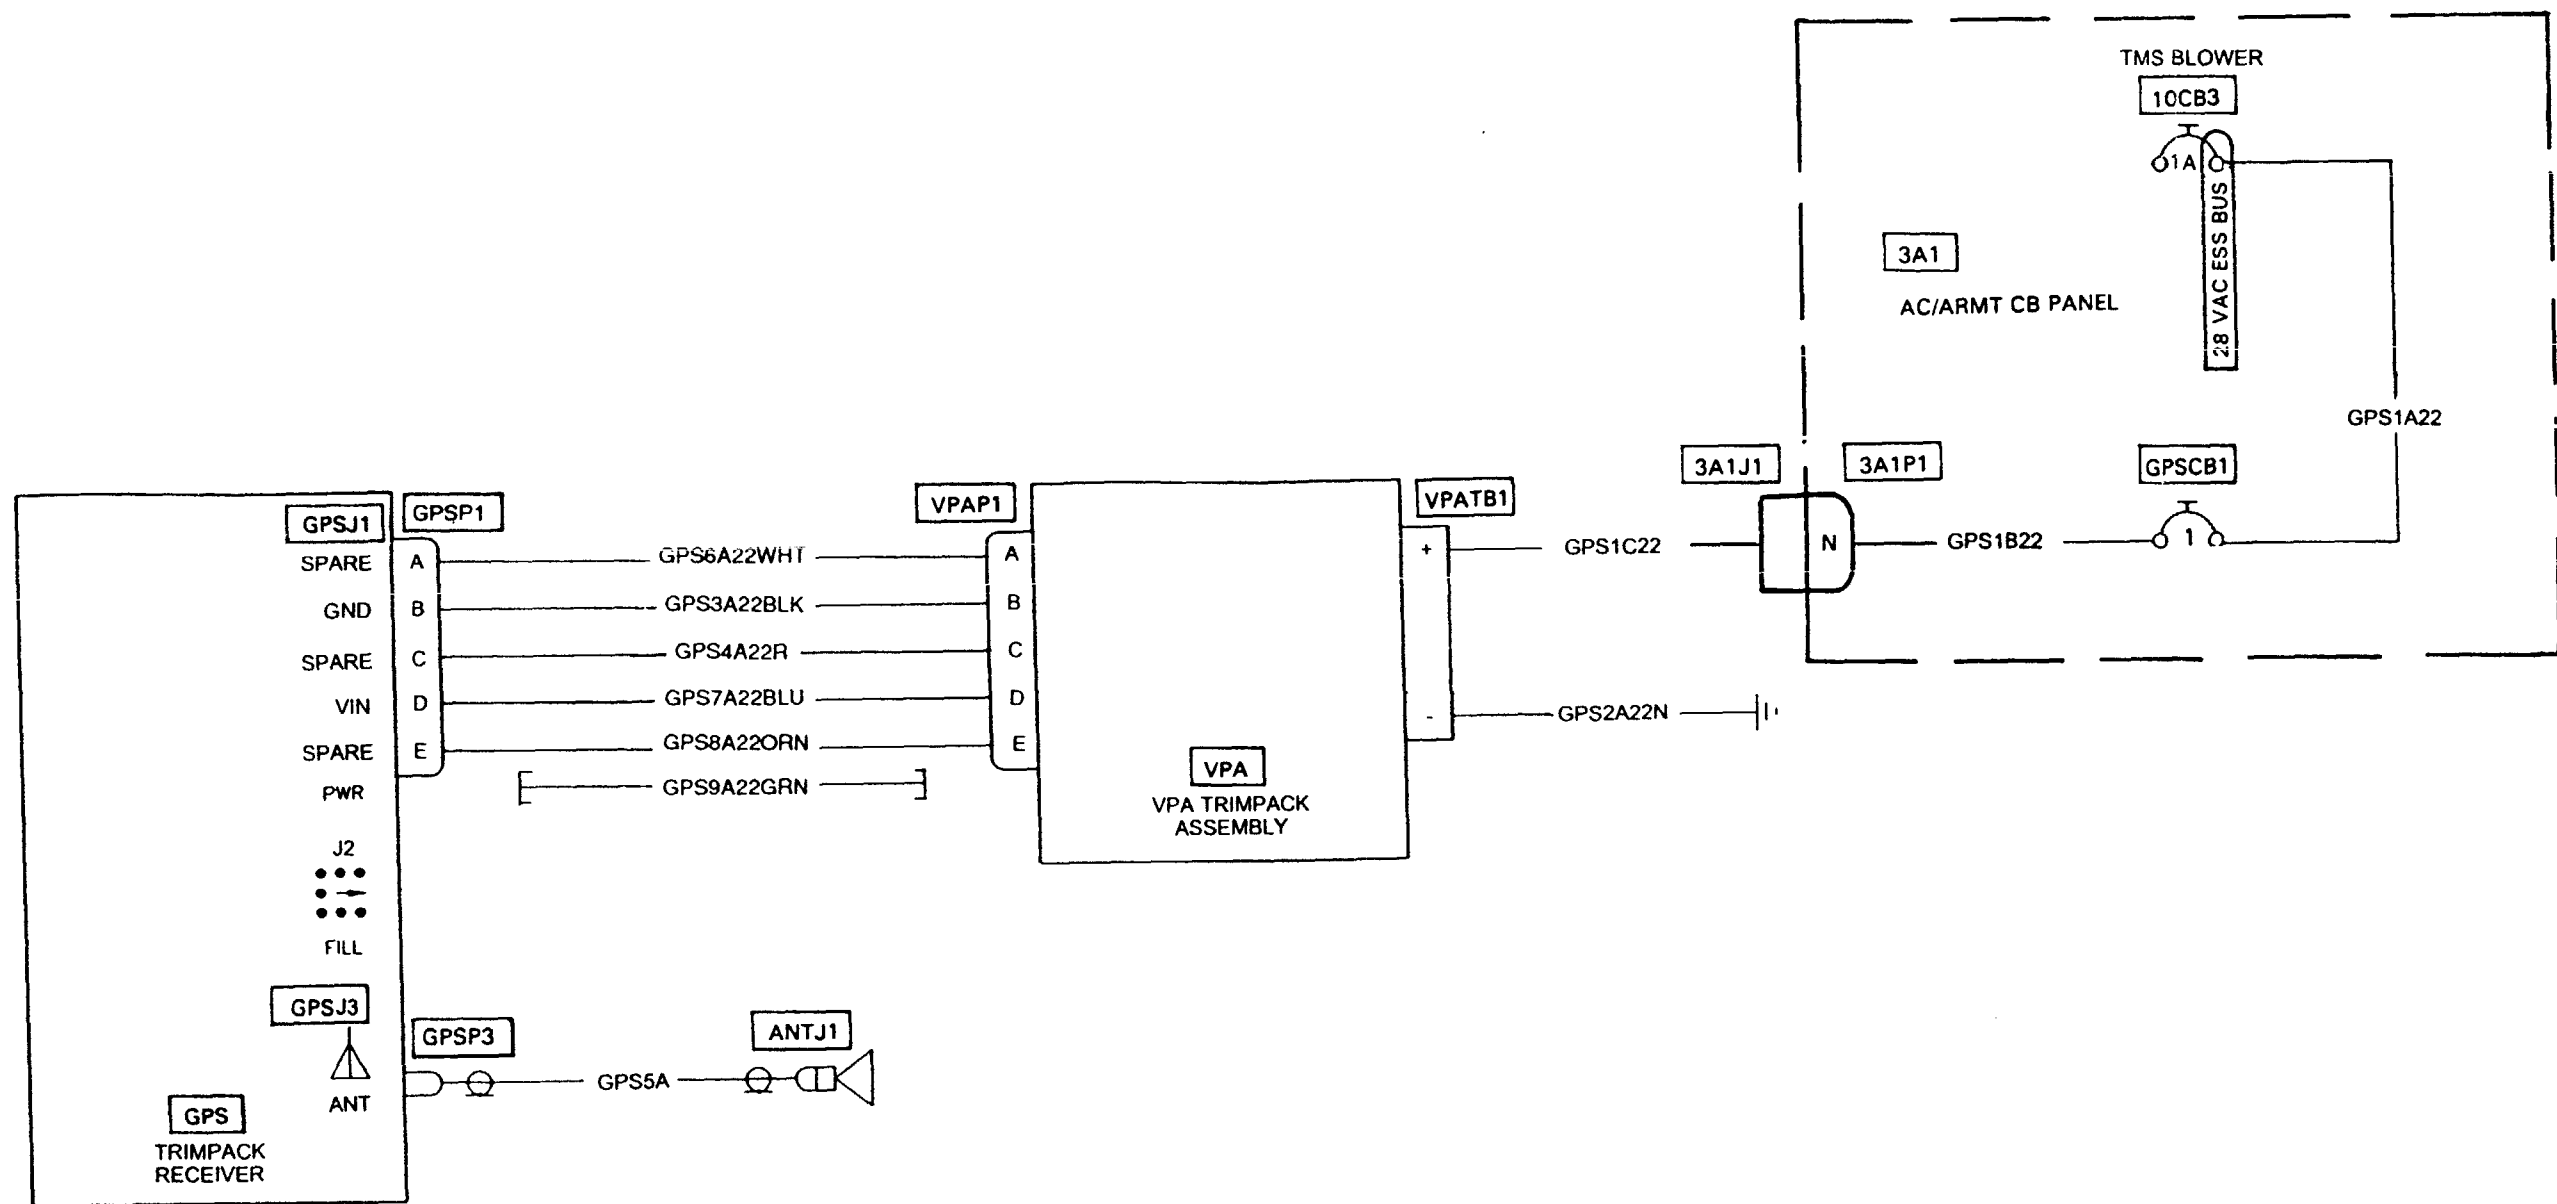 TMS BLOWER
10CB3
1A
28 VAC ESS BUS
3A1
AC/ARMT CB PANEL
GPS1A22
3A1J1
3A1P1
GPSCB1
N
GPS1B22
1
GPSJ1
GPSP1
VPAP1
VPATB1
SPARE A GPS6A22WHT A
GND B GPS3A22BLK B
SPARE C GPS4A22R C
VIN D GPS7A22BLU D
SPARE E GPS8A22ORN E
PWR GPS9A22GRN
+ GPS1C22
- GPS2A22N
VPA
VPA TRIMPACK
ASSEMBLY
J2
FILL
GPSJ3
GPSP3
ANTJ1
GPS5A
ANT
GPS
TRIMPACK
RECEIVER